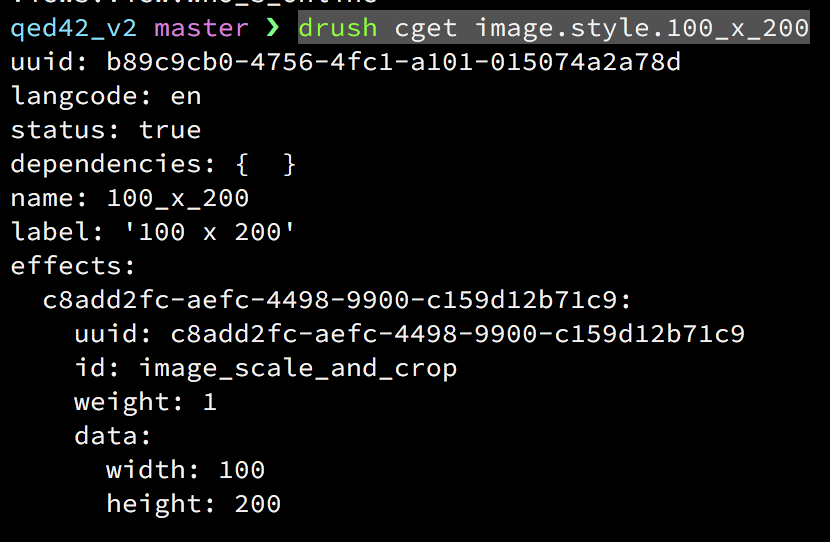 qed42_v2 master ❯ drush cget image.style.100_x_200
uuid: b89c9cb0-4756-4fc1-a101-015074a2a78d
langcode: en
status: true
dependencies: {  }
name: 100_x_200
label: '100 x 200'
effects:
  c8add2fc-aefc-4498-9900-c159d12b71c9:
    uuid: c8add2fc-aefc-4498-9900-c159d12b71c9
    id: image_scale_and_crop
    weight: 1
    data:
      width: 100
      height: 200